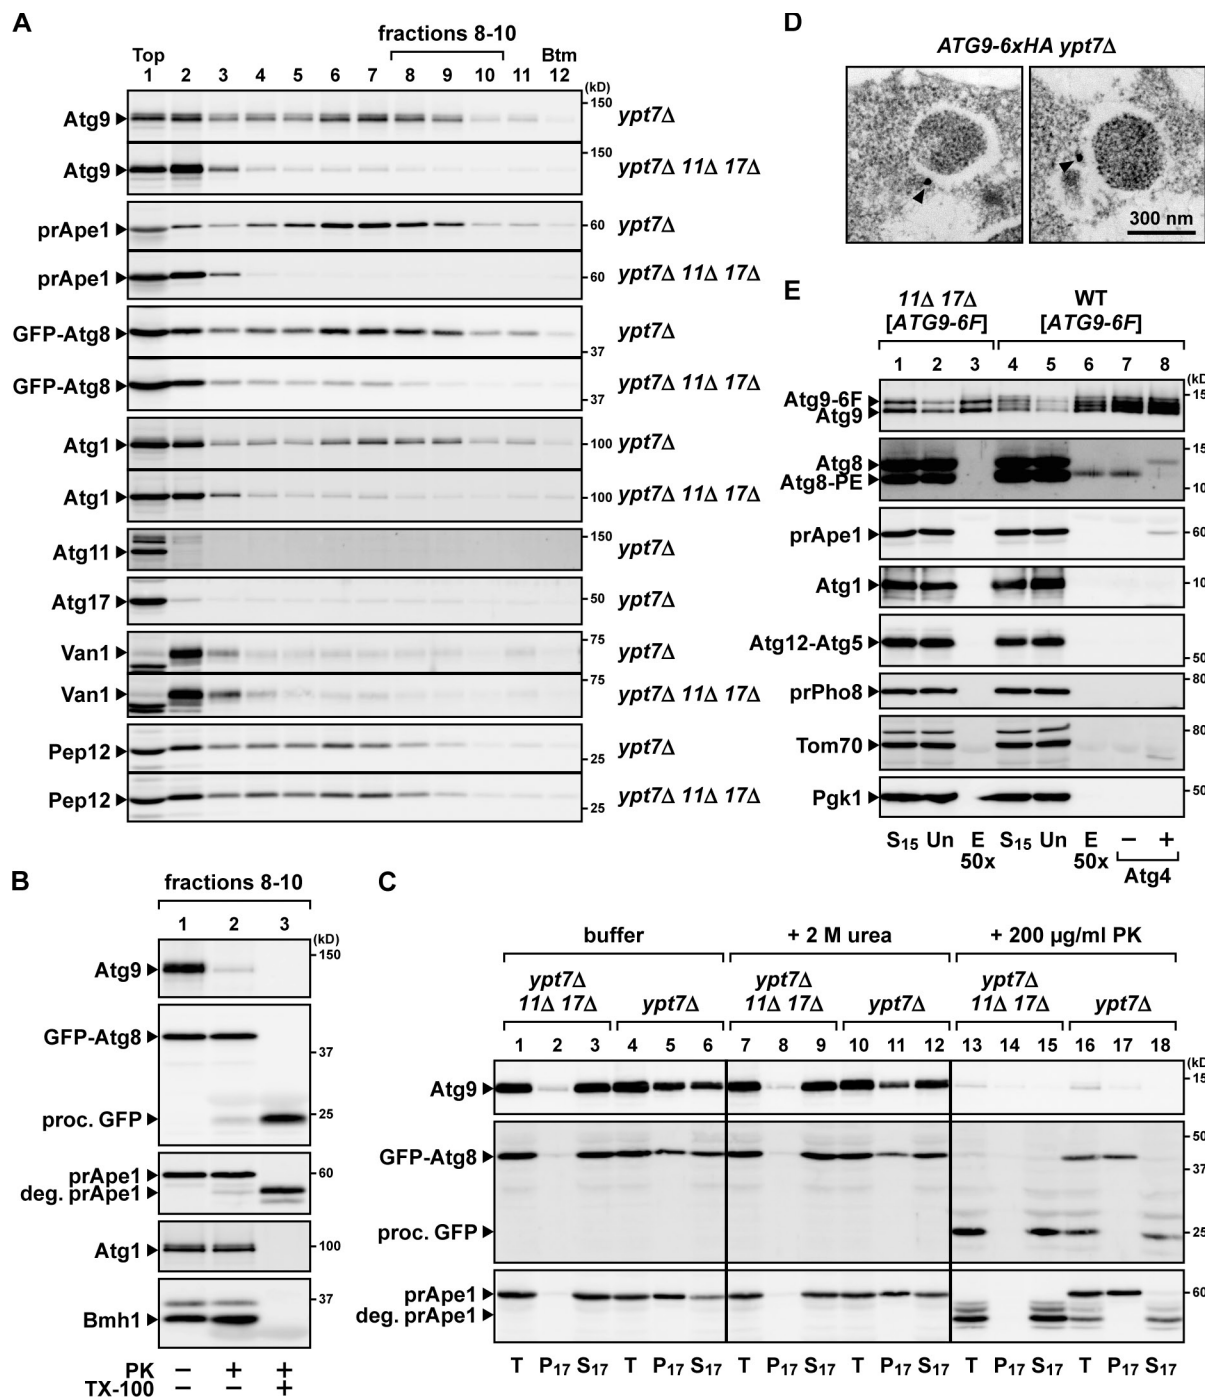 A
fractions 8-10
Top Btm
1 2 3 4 5 6 7 8 9 10 11 12
(kD)
Atg9 150 ypt7Δ
Atg9 150 ypt7Δ 11Δ 17Δ
prApe1 60 ypt7Δ
prApe1 60 ypt7Δ 11Δ 17Δ
GFP-Atg8 37 ypt7Δ
GFP-Atg8 37 ypt7Δ 11Δ 17Δ
Atg1 100 ypt7Δ
Atg1 100 ypt7Δ 11Δ 17Δ
Atg11 150 ypt7Δ
Atg17 50 ypt7Δ
Van1 75 ypt7Δ
Van1 75 ypt7Δ 11Δ 17Δ
Pep12 25 ypt7Δ
Pep12 25 ypt7Δ 11Δ 17Δ
D
ATG9-6xHA ypt7Δ
300 nm
E
11Δ 17Δ WT
[ATG9-6F] [ATG9-6F]
1 2 3 4 5 6 7 8
Atg9-6F
Atg9
Atg8
Atg8-PE
prApe1 60
Atg1
Atg12-Atg5 50
prPho8 80
Tom70 80
Pgk1 50
S15 Un E S15 Un E − +
50x 50x Atg4
B
fractions 8-10
1 2 3
(kD)
Atg9 150
GFP-Atg8 37
proc. GFP 25
prApe1 60
deg. prApe1
Atg1 100
Bmh1 37
PK − + +
TX-100 − − +
C
buffer + 2 M urea + 200 µg/ml PK
ypt7Δ ypt7Δ ypt7Δ
11Δ 17Δ ypt7Δ 11Δ 17Δ ypt7Δ 11Δ 17Δ ypt7Δ
1 2 3 4 5 6 7 8 9 10 11 12 13 14 15 16 17 18
Atg9
GFP-Atg8 50
37
proc. GFP 25
prApe1 60
deg. prApe1
T P17 S17 T P17 S17 T P17 S17 T P17 S17 T P17 S17 T P17 S17